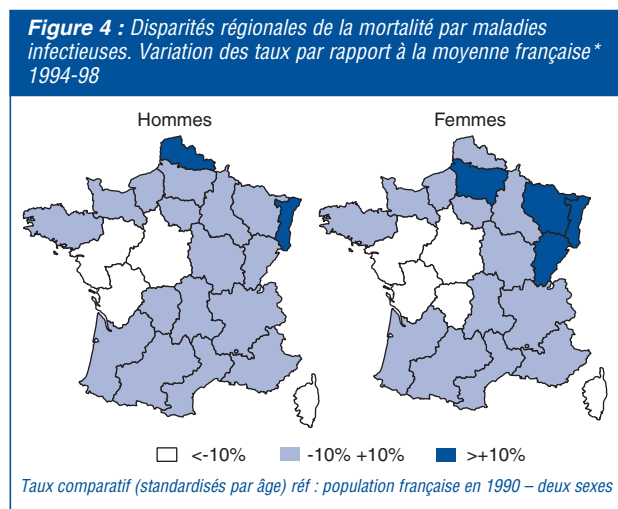 Figure 4 : Disparités régionales de la mortalité par maladies
infectieuses. Variation des taux par rapport à la moyenne française*
1994-98
Hommes
Femmes
<-10%
-10% +10%
>+10%
Taux comparatif (standardisés par âge) réf : population française en 1990 – deux sexes